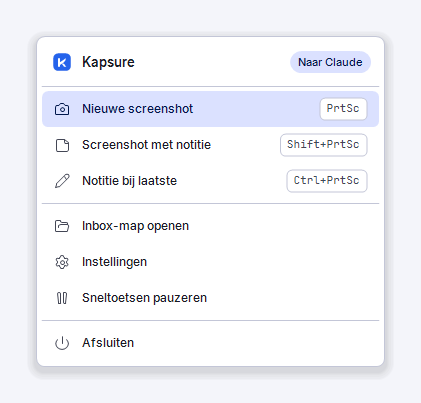 Kapsure
Naar Claude
Nieuwe screenshot PrtSc
Screenshot met notitie Shift+PrtSc
Notitie bij laatste Ctrl+PrtSc
Inbox-map openen
Instellingen
Sneltoetsen pauzeren
Afsluiten